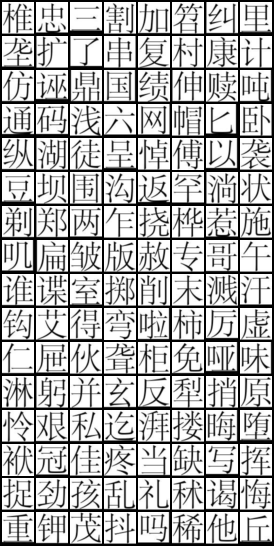 椎忠三割加笤纠里
垄扩了串复村康计
仿诬鼎国绩伸赎吨
通码浅六网帽匕卧
纵湖徒呈悼傅以袭
豆坝围沟返罕淌状
剃郑两乍挠桦惹施
叽扁皱版赦专哥午
谁谍室掷削末溅汗
钩艾得弯啦柿厉虚
仁屉伙聋柜免哑味
淋躬并玄反犁捎原
怜艰私迄湃搂晦堕
袱冠佳疼当缺写挥
捉劲孩乱礼秫谒悔
重钾茂抖吗稀他丘